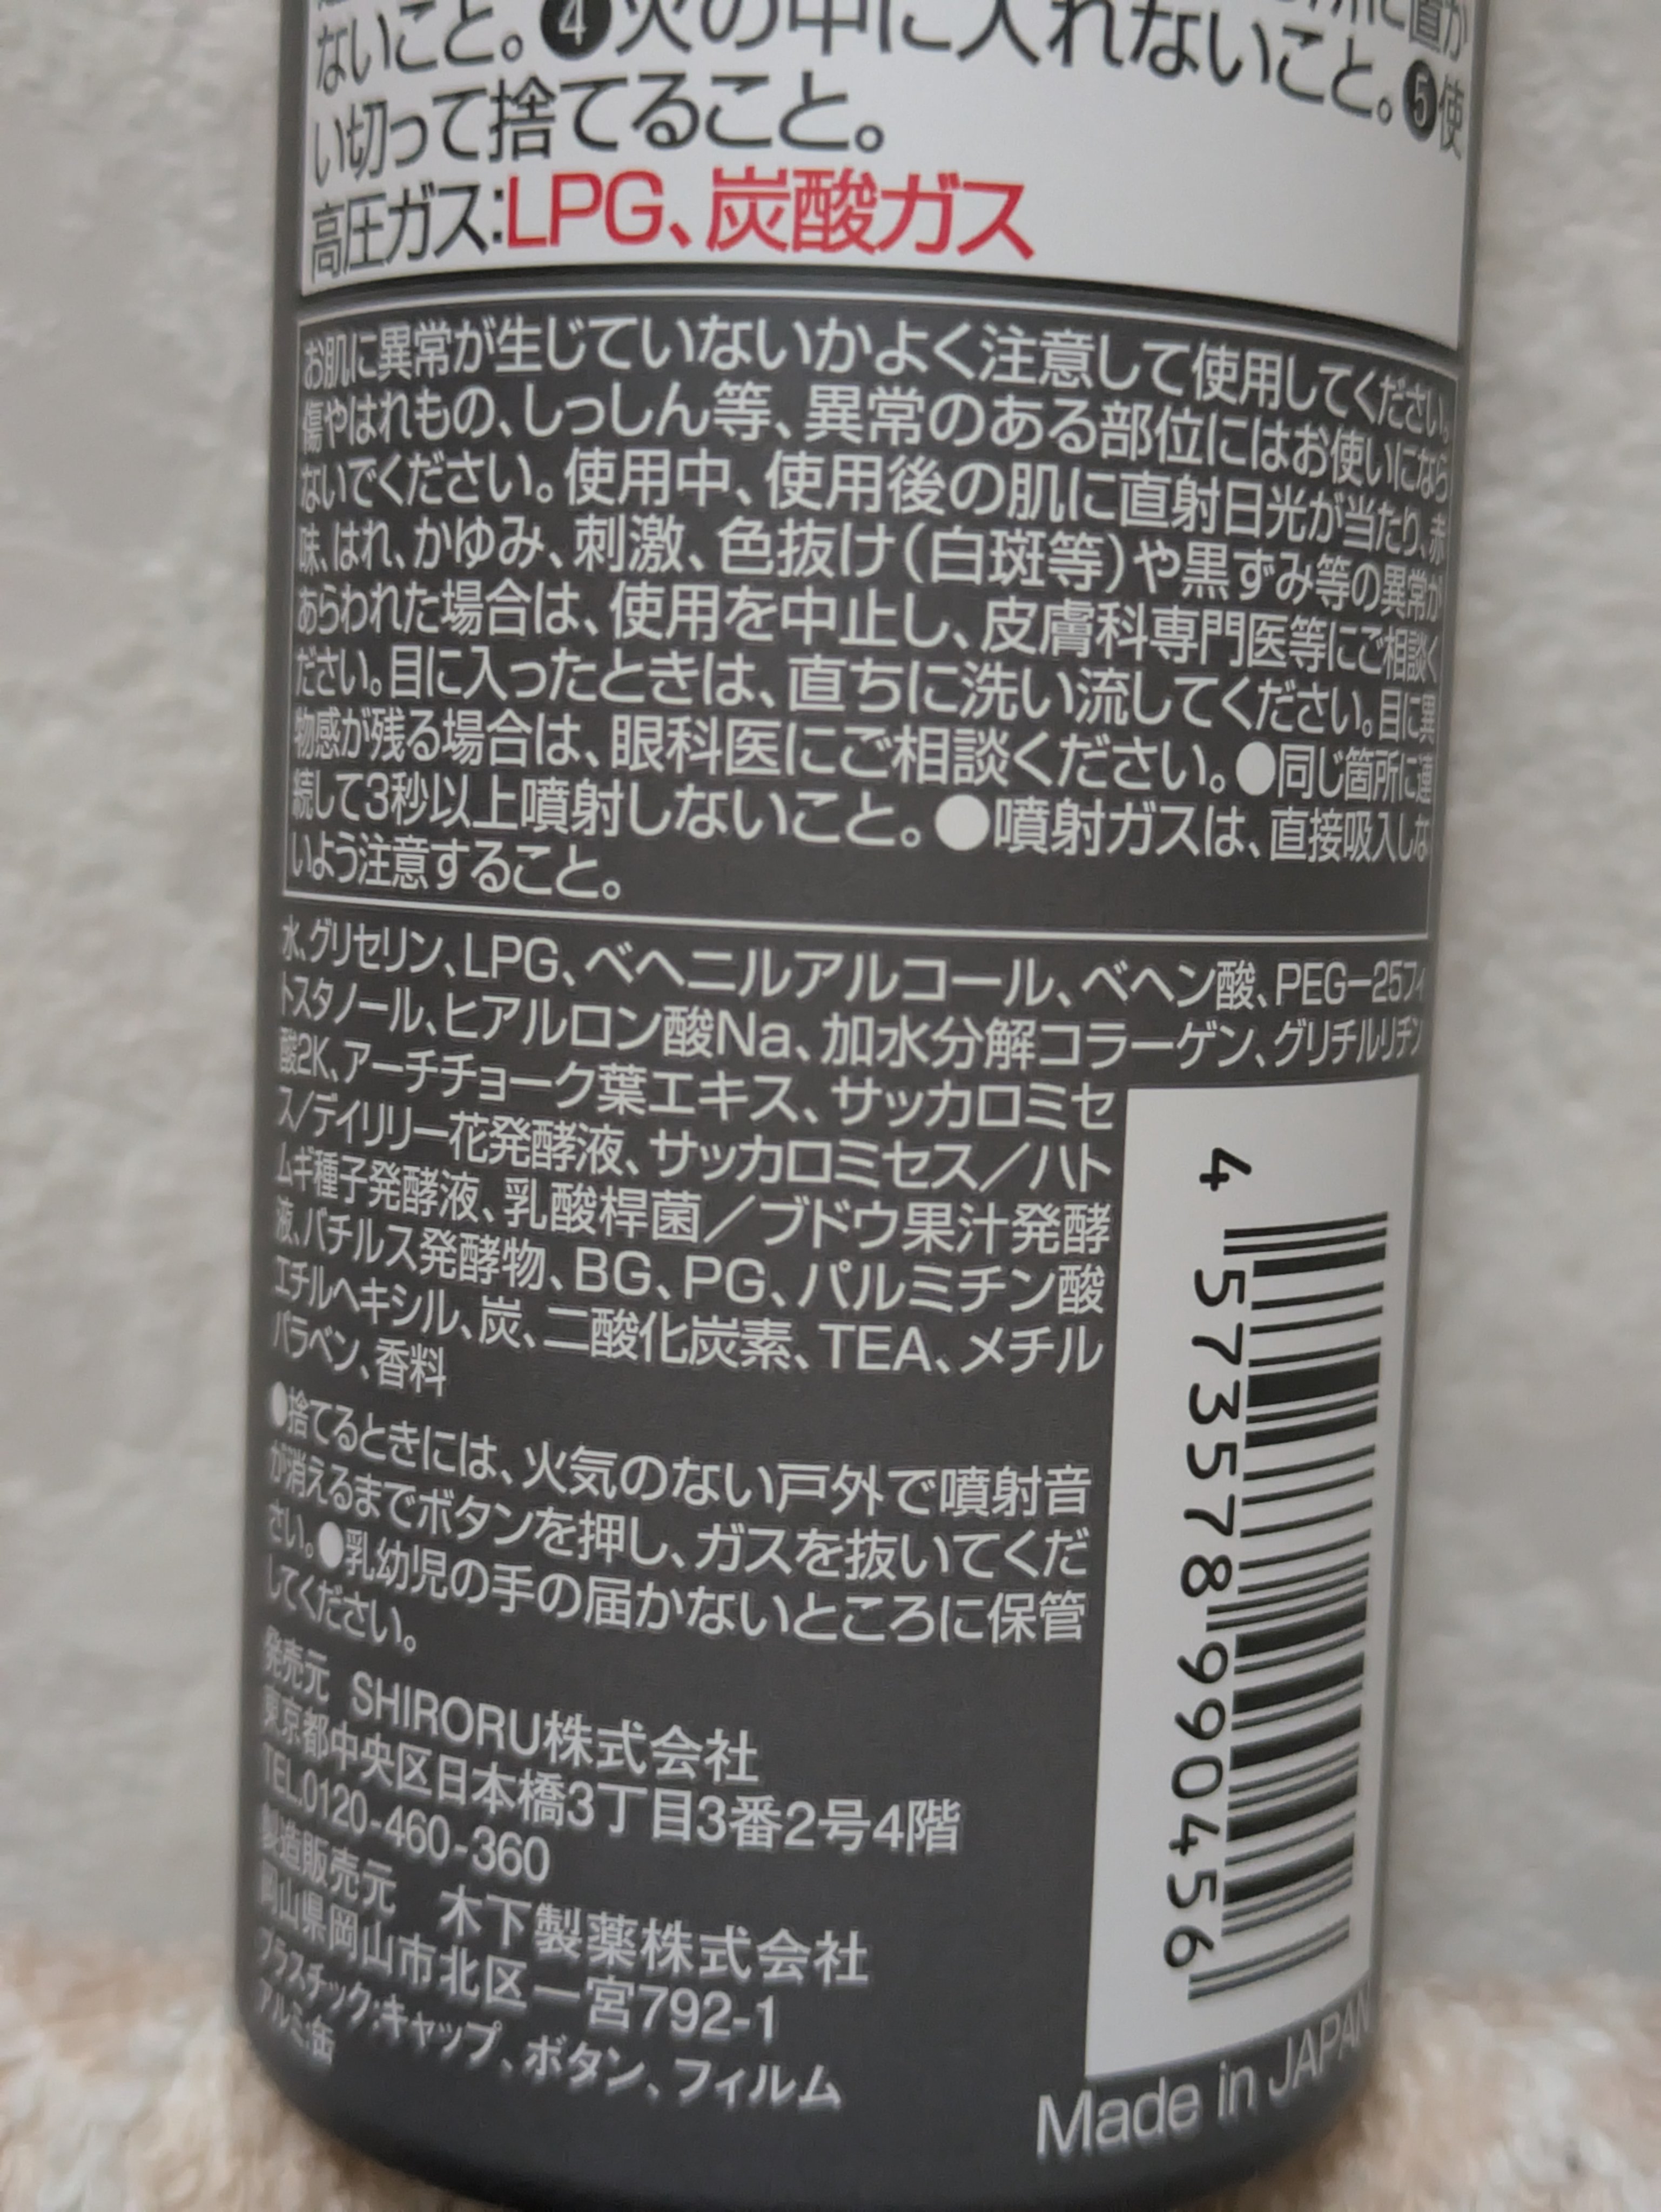 ないこと。❹火の中に入れないこと。❺使
い切って捨てること。
高圧ガス:LPG、炭酸ガス
お肌に異常が生じていないかよく注意して使用してください。
傷やはれもの、しっしん等、異常のある部位にはお使いになら
ないでください。使用中、使用後の肌に直射日光が当たり、赤
味、はれ、かゆみ、刺激、色抜け(白斑等)や黒ずみ等の異常が
あらわれた場合は、使用を中止し、皮膚科専門医等にご相談く
ださい。目に入ったときは、直ちに洗い流してください。目に異
物感が残る場合は、眼科医にご相談ください。●同じ箇所に連
続して3秒以上噴射しないこと。●噴射ガスは、直接吸入しな
いよう注意すること。
水、グリセリン、LPG、ベヘニルアルコール、ベヘン酸、PEG−25フィ
トスタノール、ヒアルロン酸Na、加水分解コラーゲン、グリチルリチン
酸2K、アーチチョーク葉エキス、サッカロミセ
ス/デイリリー花発酵液、サッカロミセス/ハト
ムギ種子発酵液、乳酸桿菌/ブドウ果汁発酵
液、バチルス発酵物、BG、PG、パルミチン酸
エチルヘキシル、炭、二酸化炭素、TEA、メチル
パラベン、香料
●捨てるときには、火気のない戸外で噴射音
が消えるまでボタンを押し、ガスを抜いてくだ
さい。●乳幼児の手の届かないところに保管
してください。
発売元 SHIRORU株式会社
東京都中央区日本橋3丁目3番2号4階
TEL.0120-460-360
製造販売元 木下製薬株式会社
岡山県岡山市北区一宮792-1
プラスチック:キャップ、ボタン、フィルム
アルミ:缶
4 573578 990456
Made in JAPAN